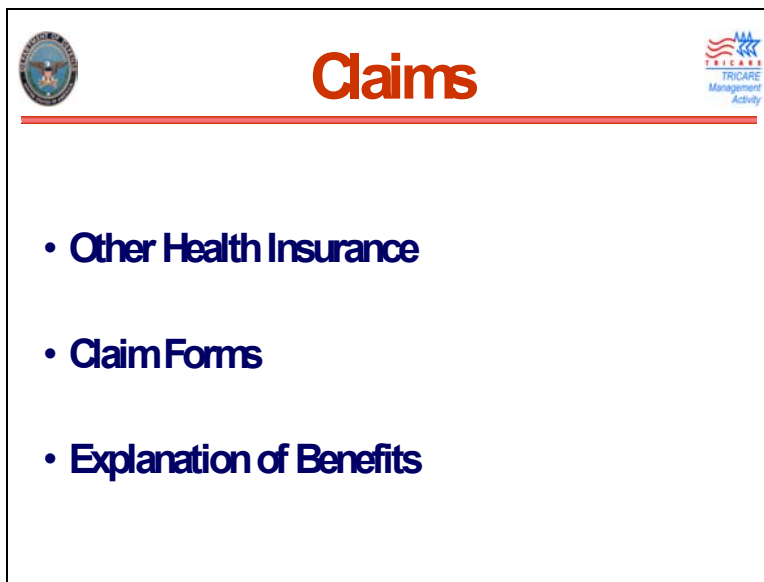 Claims
TRICARE
TRICARE
Management
Activity
• Other Health Insurance
• Claim Forms
• Explanation of Benefits